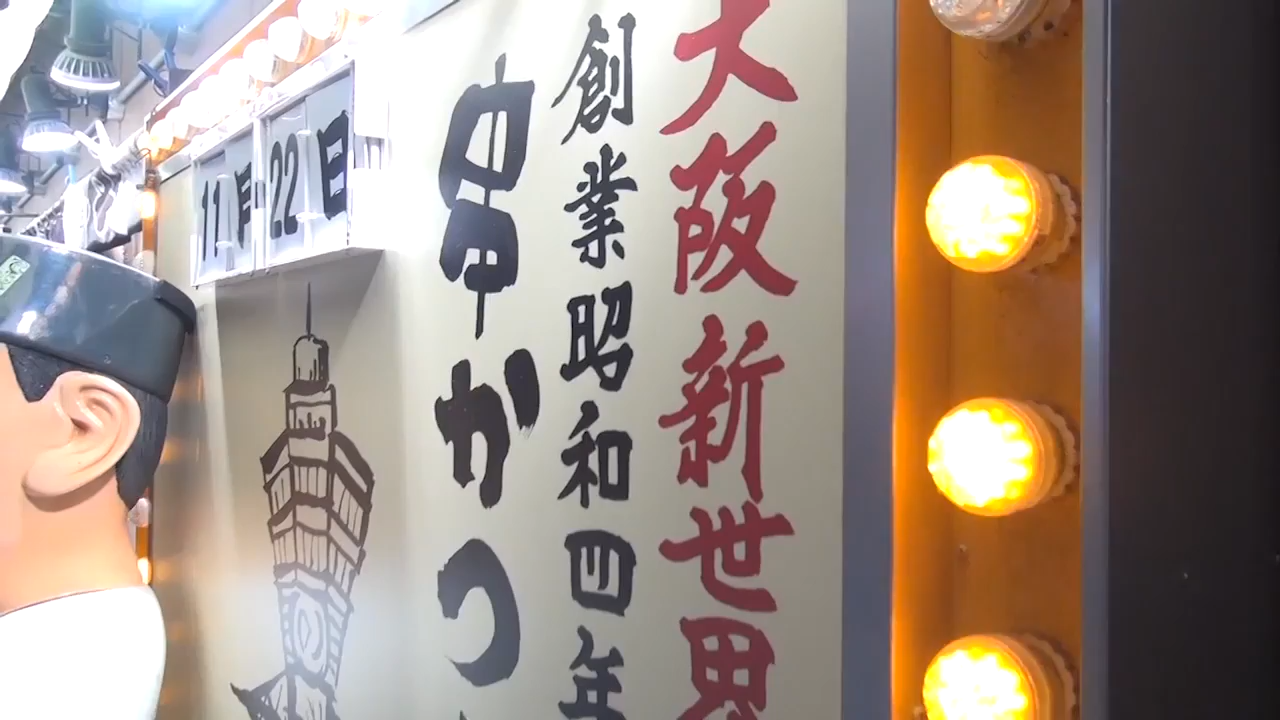 大阪新世界
創業昭和四年
串かつ
11月22日